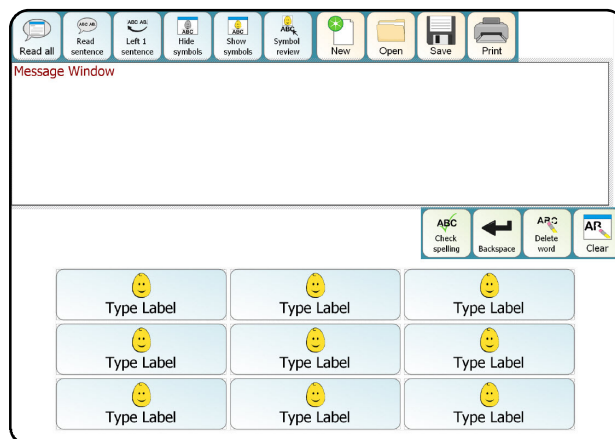 Read all
ABC AB
Read sentence
ABC AB
Left 1 sentence
ABC
Hide symbols
ABC
Show symbols
ABC
Symbol review
New
Open
Save
Print
Message Window
ABC
Check spelling
Backspace
ABC
Delete word
AB
Clear
Type Label Type Label Type Label
Type Label Type Label Type Label
Type Label Type Label Type Label